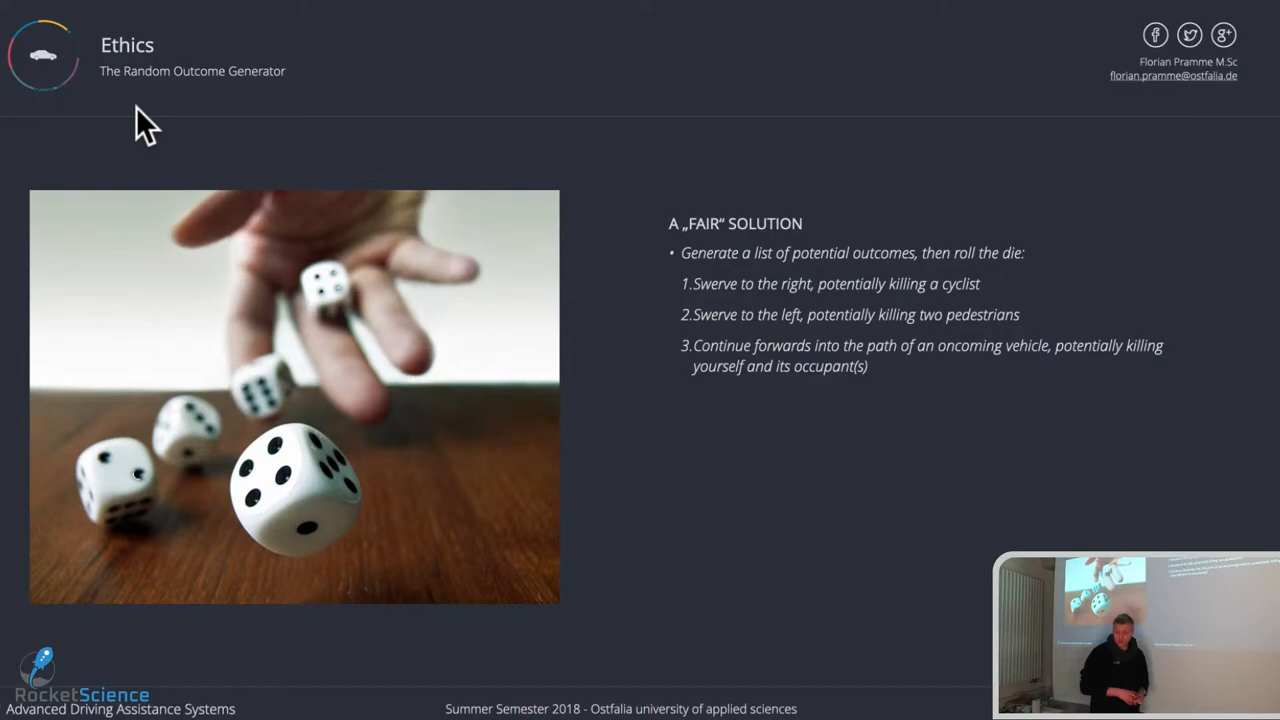 Ethics
The Random Outcome Generator
Florian Pramme M.Sc
florian.pramme@ostfalia.de
A „FAIR“ SOLUTION
• Generate a list of potential outcomes, then roll the die:
1.Swerve to the right, potentially killing a cyclist
2.Swerve to the left, potentially killing two pedestrians
3.Continue forwards into the path of an oncoming vehicle, potentially killing
yourself and its occupant(s)
RocketScience
Advanced Driving Assistance Systems
Summer Semester 2018 - Ostfalia university of applied sciences